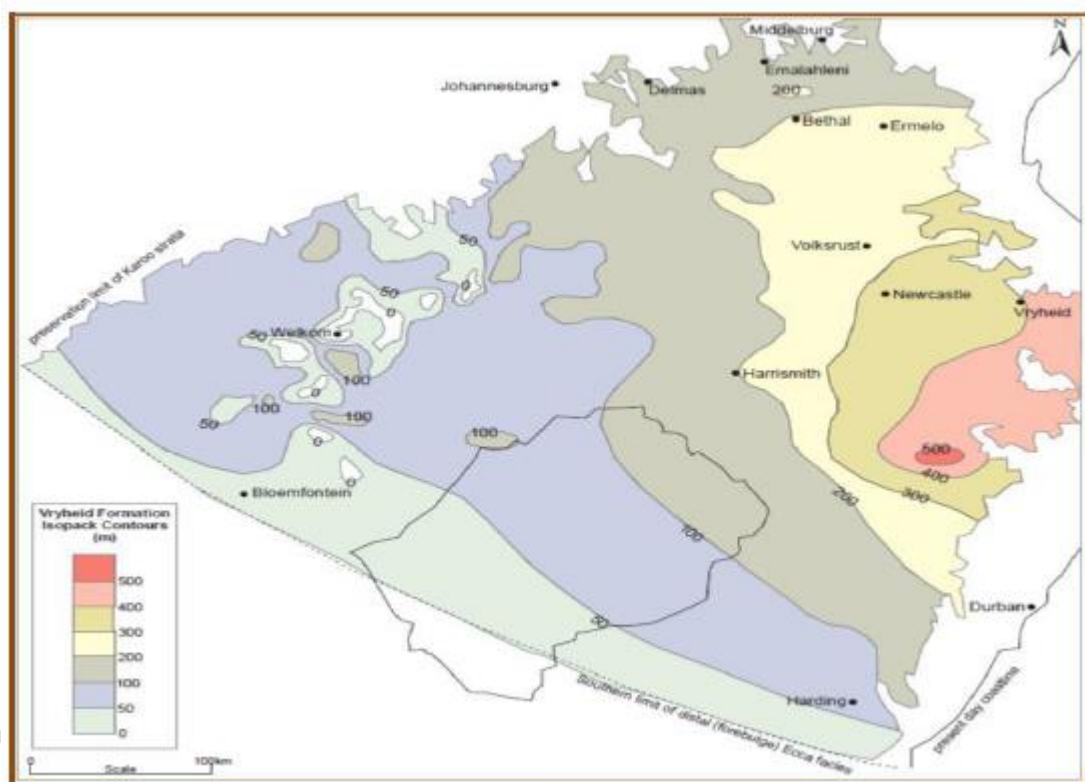 Middelburg
N
Emalahleni
Johannesburg
Delmas
200
Bethal
Ermelo
50
Volksrust
preservation limit of Karoo strata
0
Newcastle
50
0
Vryheid
Welkom
50
100
Harrismith
0
100
50
100
100
0
500
400
0
300
Bloemfontein
200
100
Vryheid Formation
Isopack Contours
(m)
500
400
300
200
100
50
0
Durban
50
Southern limit of distal (forebulge) Ecca facies
Harding
present day coastline
0
100km
Scale